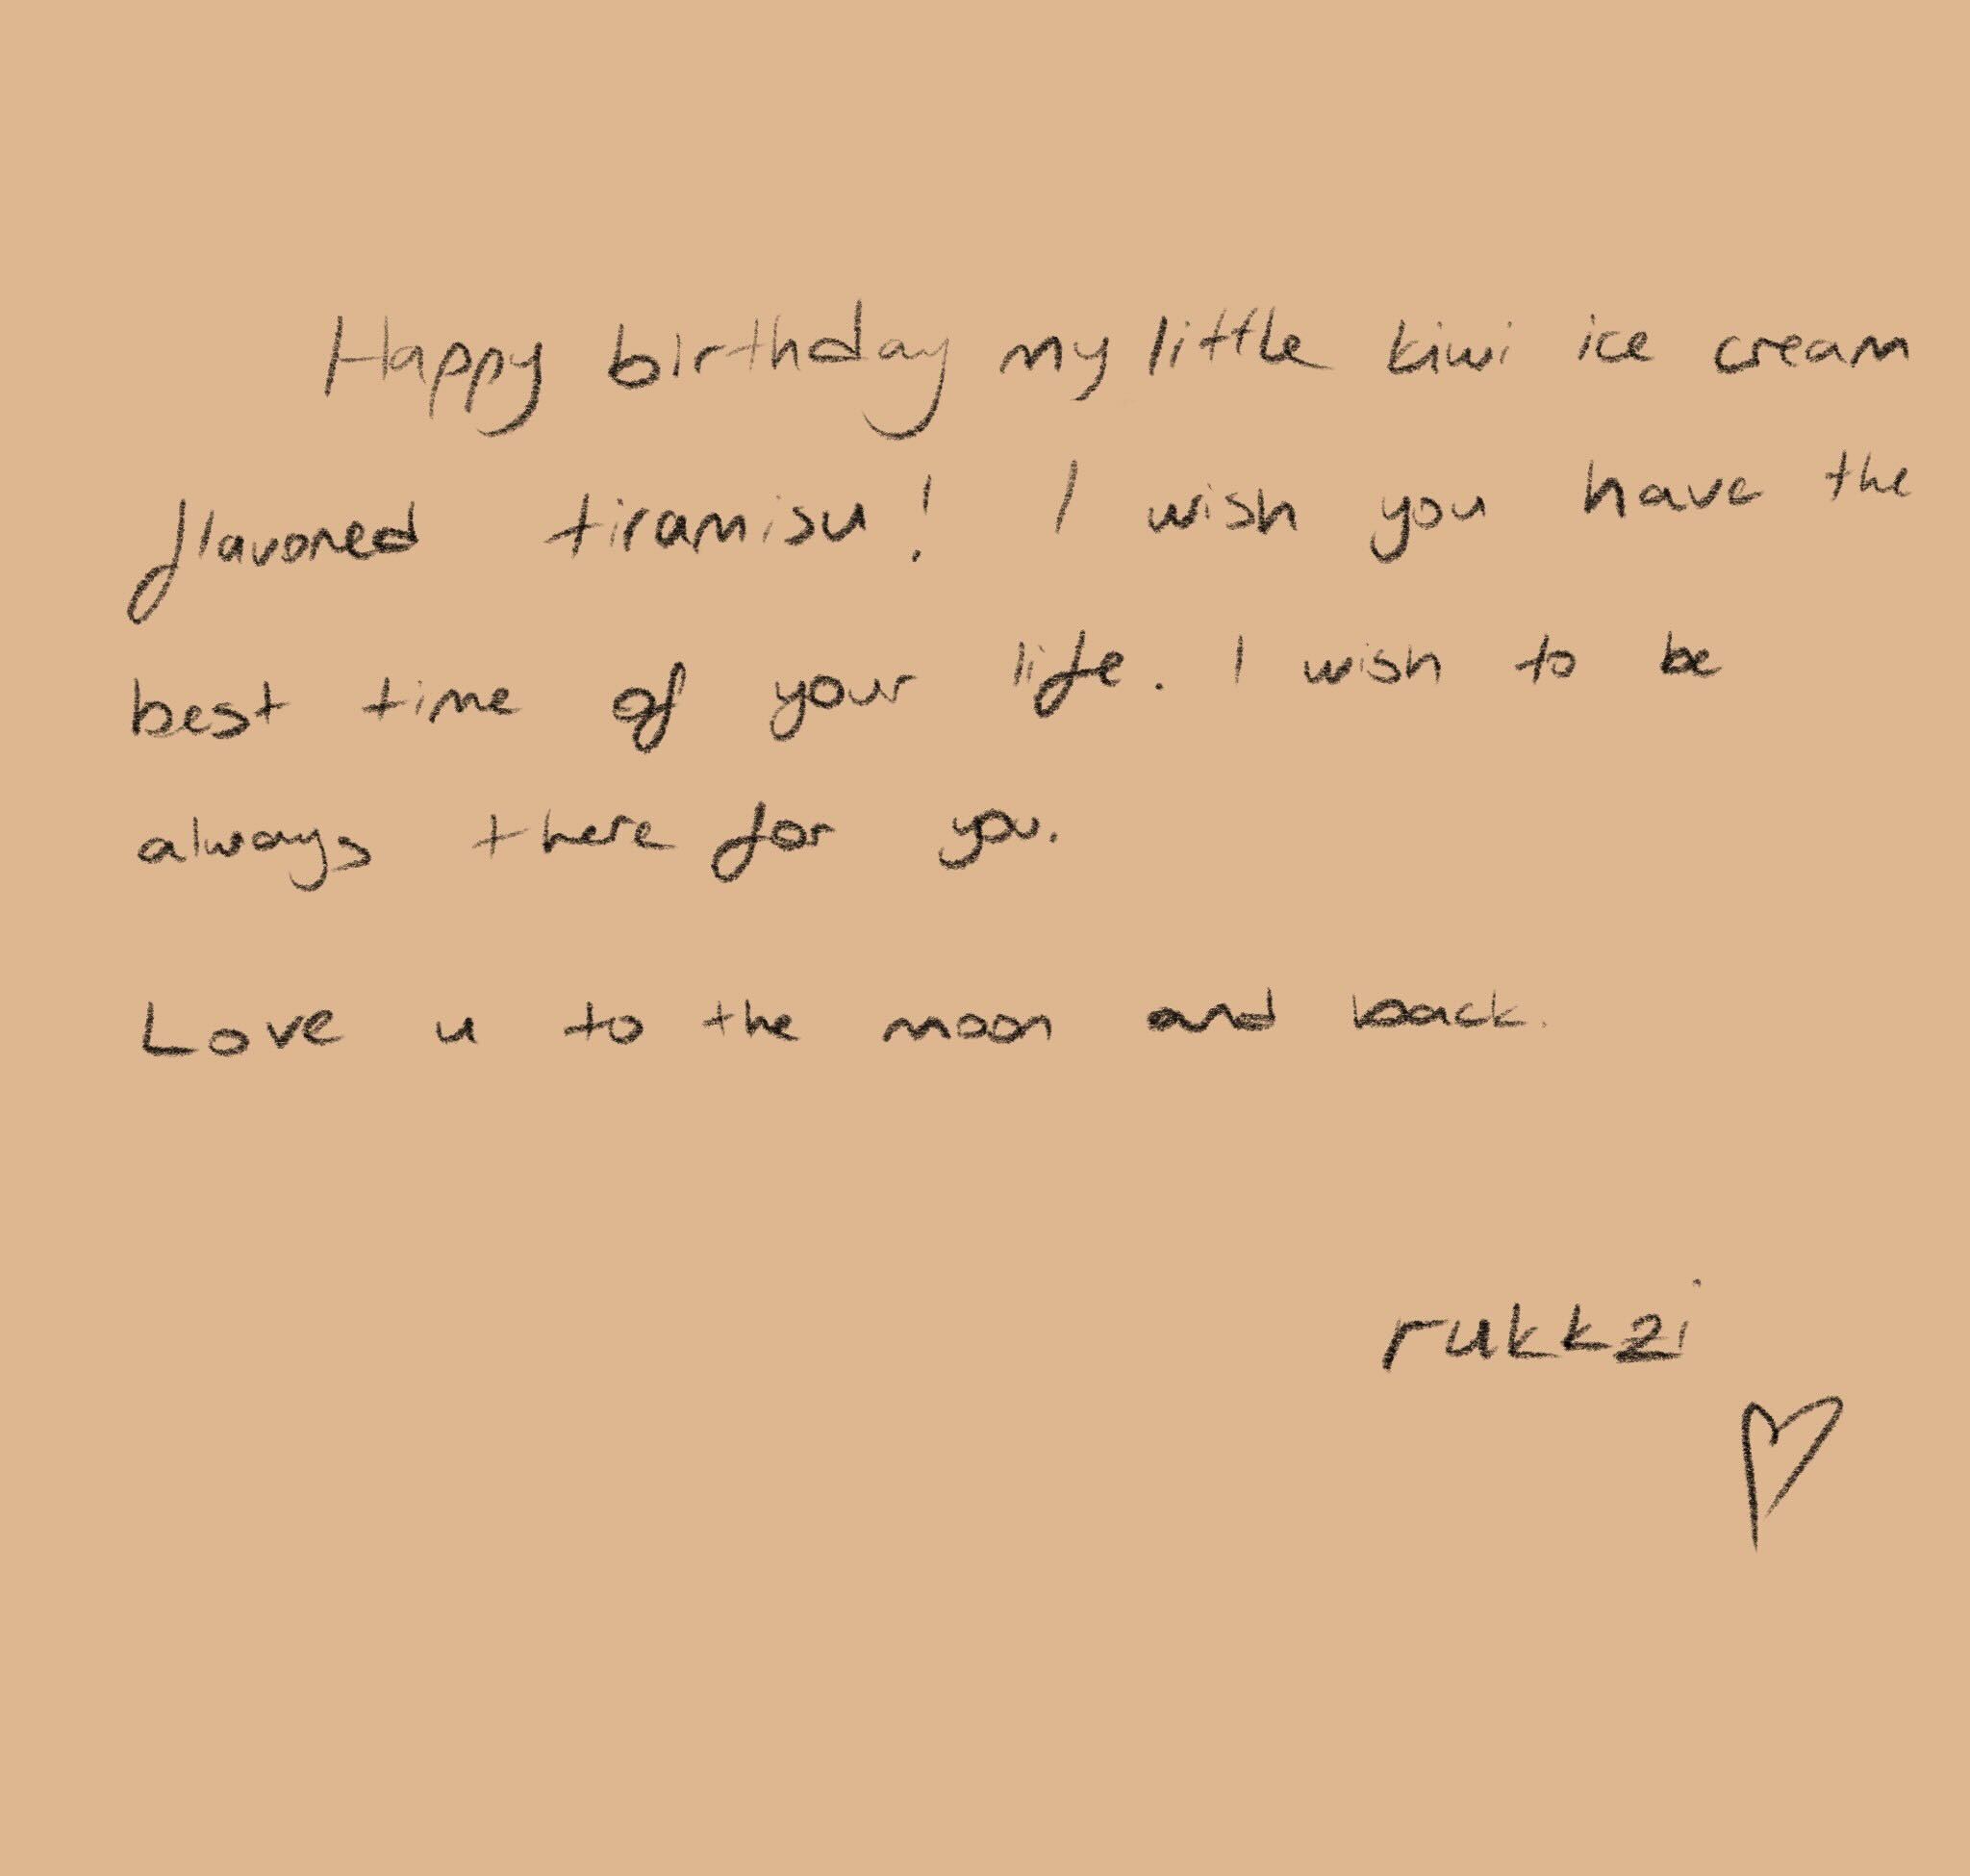 Happy birthday my little kiwi ice cream
flavored tiramisu! I wish you have the
best time of your life. I wish to be
always there for you.
Love u to the moon and back.
rukkzi